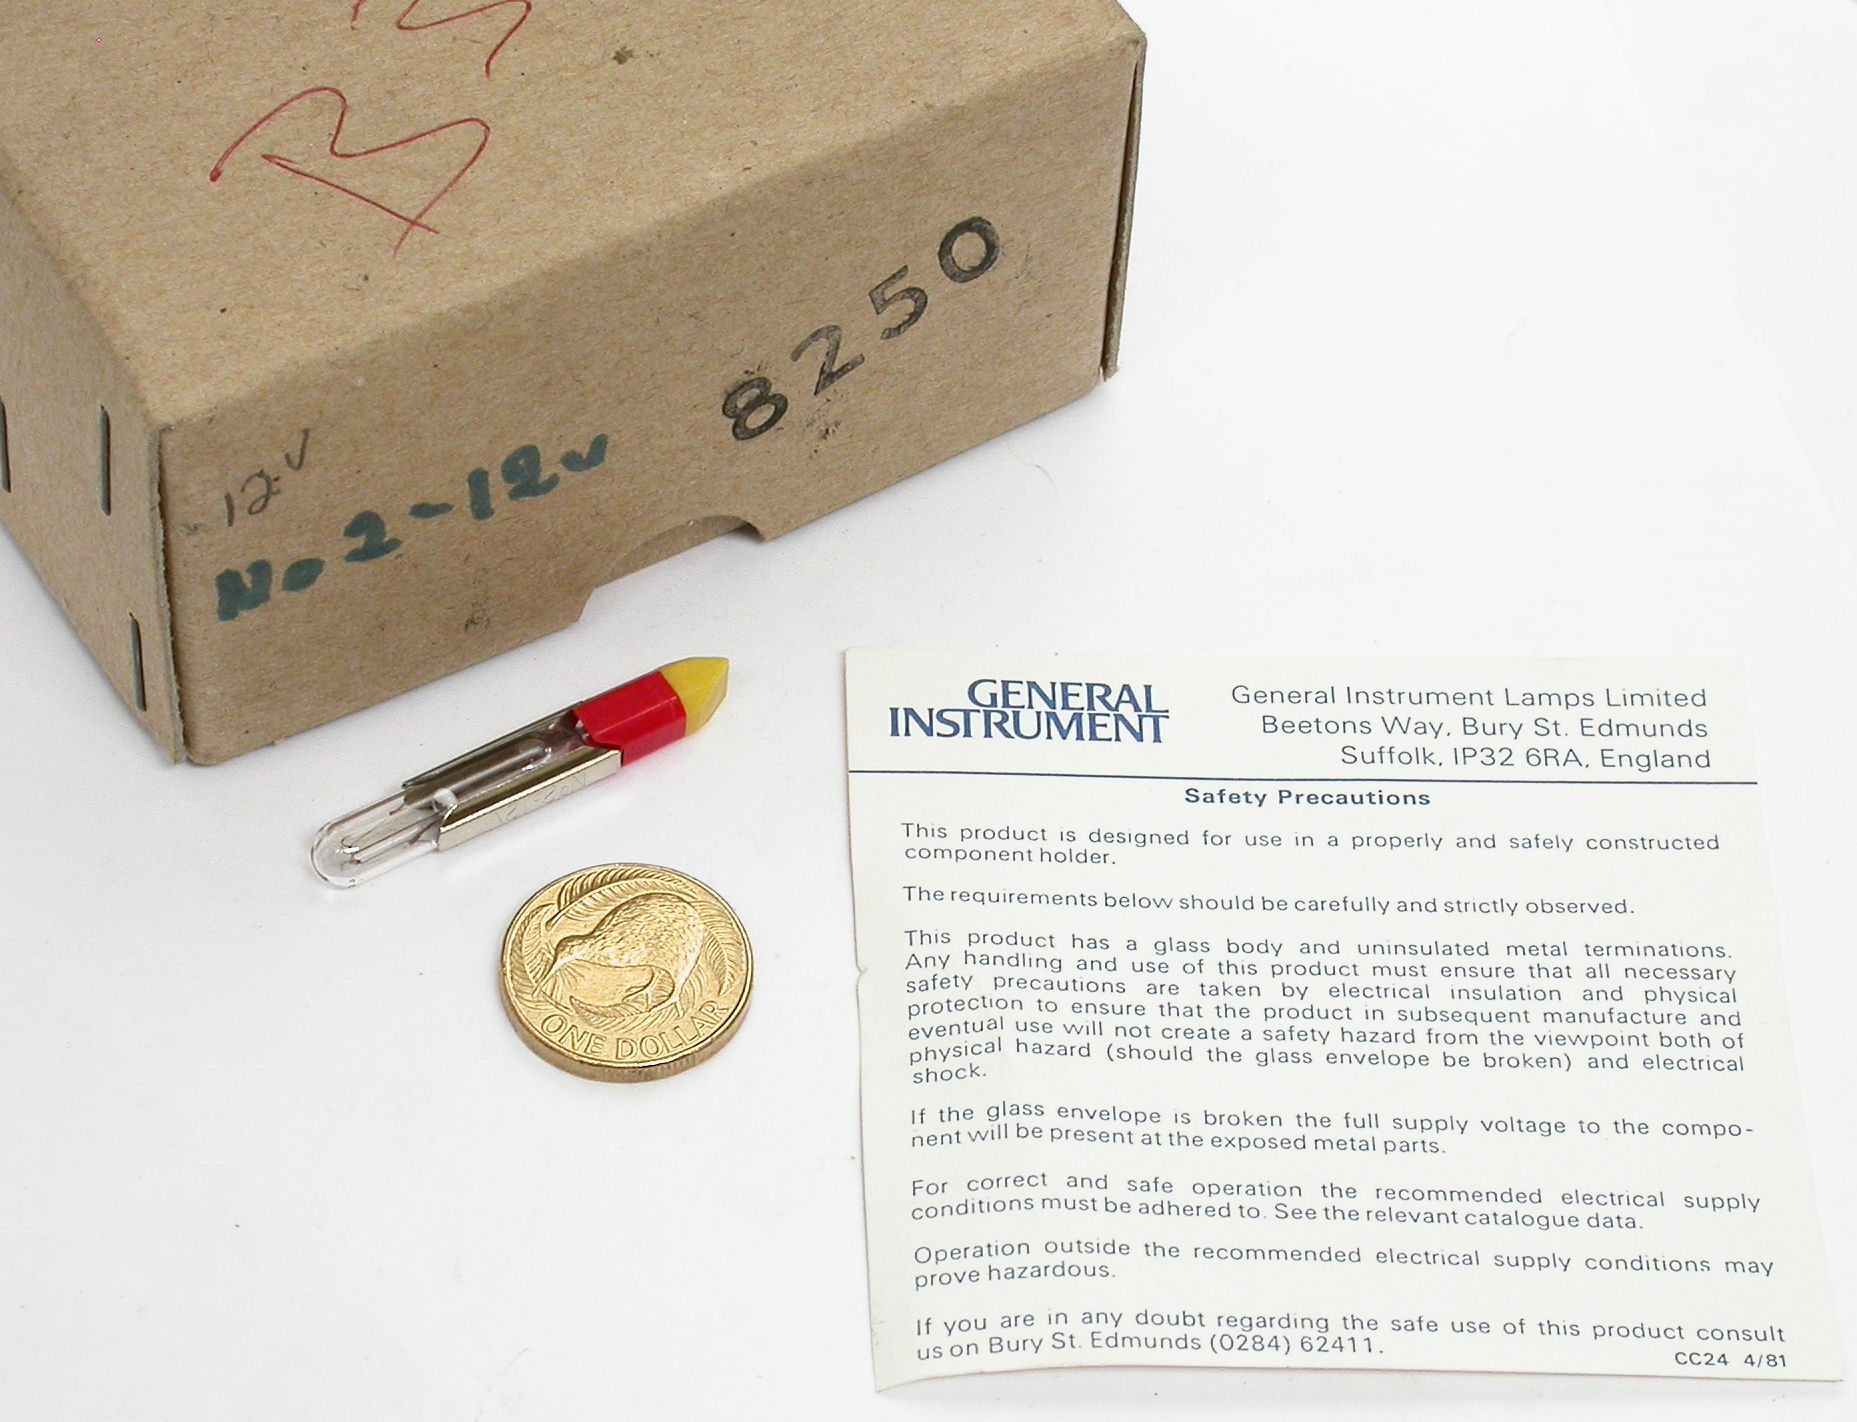 8250
12V
No 2-12v
GENERAL
INSTRUMENT
General Instrument Lamps Limited
Beetons Way, Bury St. Edmunds
Suffolk, IP32 6RA, England
Safety Precautions
This product is designed for use in a properly and safely constructed
component holder.
The requirements below should be carefully and strictly observed.
This product has a glass body and uninsulated metal terminations.
Any handling and use of this product must ensure that all necessary
safety precautions are taken by electrical insulation and physical
protection to ensure that the product in subsequent manufacture and
eventual use will not create a safety hazard from the viewpoint both of
physical hazard (should the glass envelope be broken) and electrical
shock.
If the glass envelope is broken the full supply voltage to the compo-
nent will be present at the exposed metal parts.
For correct and safe operation the recommended electrical supply
conditions must be adhered to. See the relevant catalogue data.
Operation outside the recommended electrical supply conditions may
prove hazardous.
If you are in any doubt regarding the safe use of this product consult
us on Bury St. Edmunds (0284) 62411.
CC24 4/81
ONE DOLLAR